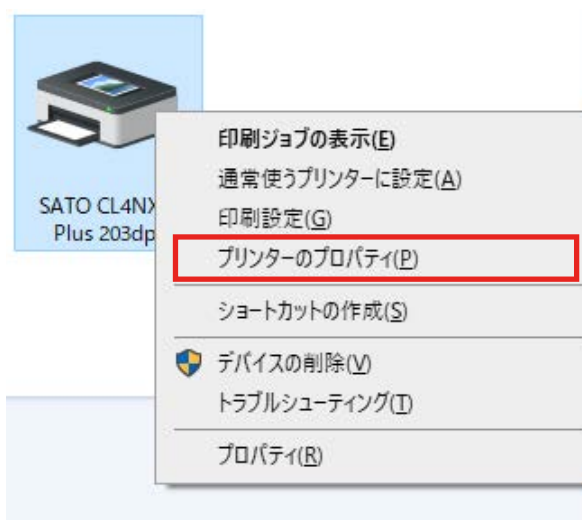 SATO CL4NX
Plus 203dp
印刷ジョブの表示(E)
通常使うプリンターに設定(A)
印刷設定(G)
プリンターのプロパティ(P)
ショートカットの作成(S)
デバイスの削除(V)
トラブルシューティング(T)
プロパティ(R)